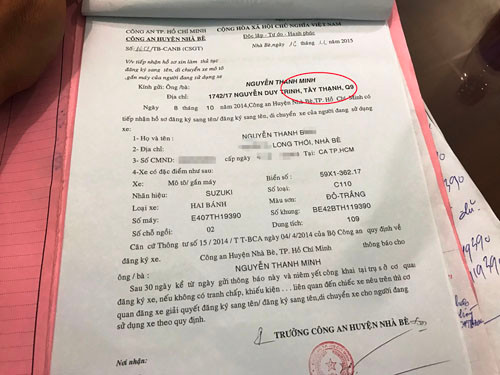 CÔNG AN TP. HỒ CHÍ MINH
CÔNG AN HUYỆN NHÀ BÈ
CỘNG HÒA XÃ HỘI CHỦ NGHĨA VIỆT NAM
Độc lập - Tự do - Hạnh phúc
Số: /TB-CANB (CSGT)
Nhà Bè, ngày 2015
V/v tiếp nhận hồ sơ xin làm thủ tục
đăng ký sang tên, di chuyển xe mô tô
,gắn máy của người đang sử dụng xe
NGUYỄN THANH MINH
Kính gửi: Ông/bà:
Địa chỉ: 1742/17 NGUYỄN DUY TRINH, TÂY THẠNH, Q9
Ngày 8 tháng 10 năm 2014,Công an Huyện Nhà Bè,TP. Hồ Chí Minh có
tiếp nhận hồ sơ đăng ký sang tên/ đăng ký sang tên, di chuyển xe của người đang sử dụng
xe:
1- Họ và tên : NGUYỄN THANH B
2- Địa chỉ: LONG THỚI, NHÀ BÈ
3- Số CMND: cấp ngày Tại: CA TP.HCM
4-Xe có đặc điểm như sau:
Xe: Mô tô/ gắn máy Biển số: 59X1-362.17
Nhãn hiệu: SUZUKI Số loại: C110
Loại xe: HAI BÁNH Màu sơn: ĐỎ-TRẮNG
Số máy: E407TH19390 Số khung: BE42BTH119390
Số chỗ ngồi: 02 Dung tích: 109
Căn cứ Thông tư số 15 / 2014 / T T-BCA ngày 04/ 4/2014 của Bộ Công an quy định về
đăng ký xe, Công an Huyện Nhà Bè, TP. Hồ Chí Minh thông báo cho
ông / bà : NGUYỄN THANH MINH
Sau 30 ngày kể từ ngày gửi thông báo này và niêm yết công khai tại trụ sở cơ quan
đăng ký xe, nếu không có tranh chấp, khiếu kiện . . . liên quan đến chiếc xe nêu trên thì cơ
quan đăng ký xe giải quyết đăng ký sang tên/ đăng ký sang tên,di chuyển xe cho người đang
sử dụng xe theo quy định.
TRƯỞNG CÔNG AN HUYỆN NHÀ BÈ
Nơi nhận: